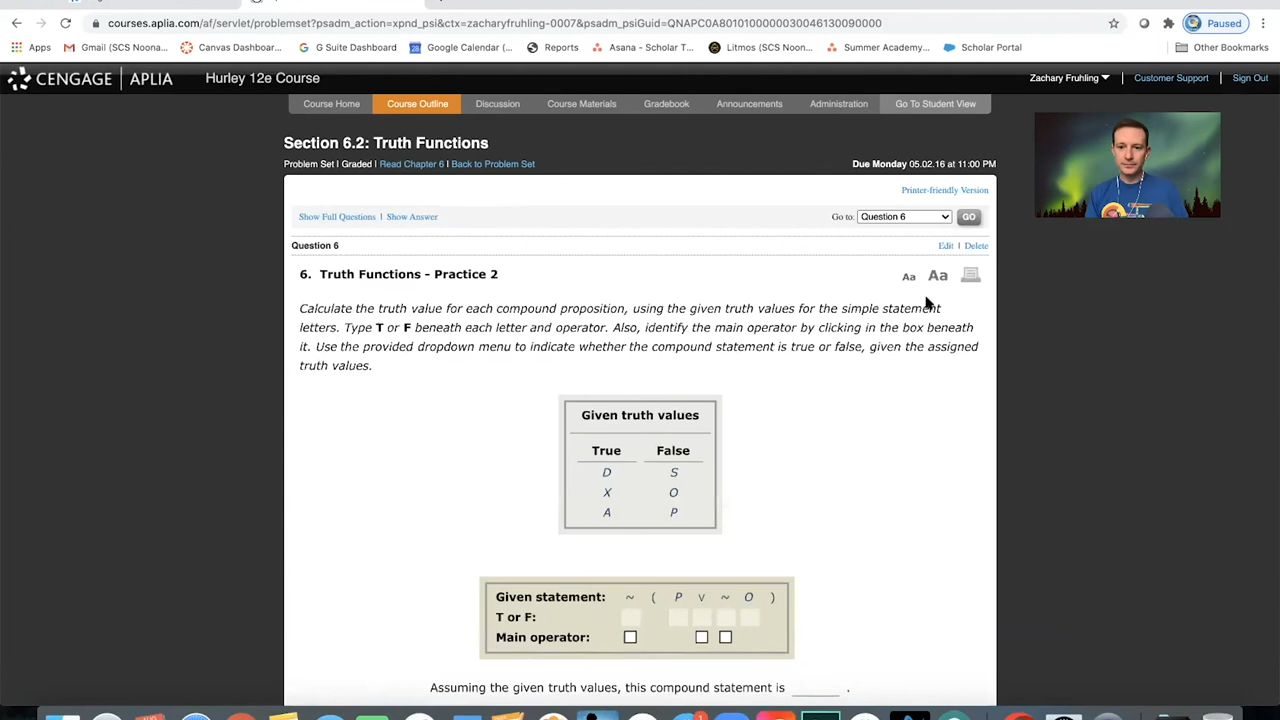 courses.aplia.com/af/servlet/problemset?psadm_action=xpnd_psi&ctx=zacharyfruhling-0007&psadm_psiGuid=QNAPC0A80101000000030046130090000
Paused
Apps
Gmail (SCS Noona...
Canvas Dashboar...
G Suite Dashboard
Google Calendar (...
Reports
Asana - Scholar T...
Litmos (SCS Noona...
Summer Academy...
Scholar Portal
Other Bookmarks
CENGAGE | APLIA
Hurley 12e Course
Zachary Fruhling
Customer Support
Sign Out
Course Home
Course Outline
Discussion
Course Materials
Gradebook
Announcements
Administration
Go To Student View
Section 6.2: Truth Functions
Problem Set | Graded | Read Chapter 6 | Back to Problem Set
Due Monday 05.02.16 at 11:00 PM
Printer-friendly Version
Show Full Questions | Show Answer
Go to: Question 6 GO
Question 6
Edit | Delete
6. Truth Functions - Practice 2
Aa Aa
Calculate the truth value for each compound proposition, using the given truth values for the simple statement
letters. Type T or F beneath each letter and operator. Also, identify the main operator by clicking in the box beneath
it. Use the provided dropdown menu to indicate whether the compound statement is true or false, given the assigned
truth values.
Given truth values
True False
D S
X O
A P
Given statement: ~ ( P v ~ O )
T or F:
Main operator:
Assuming the given truth values, this compound statement is ______ .